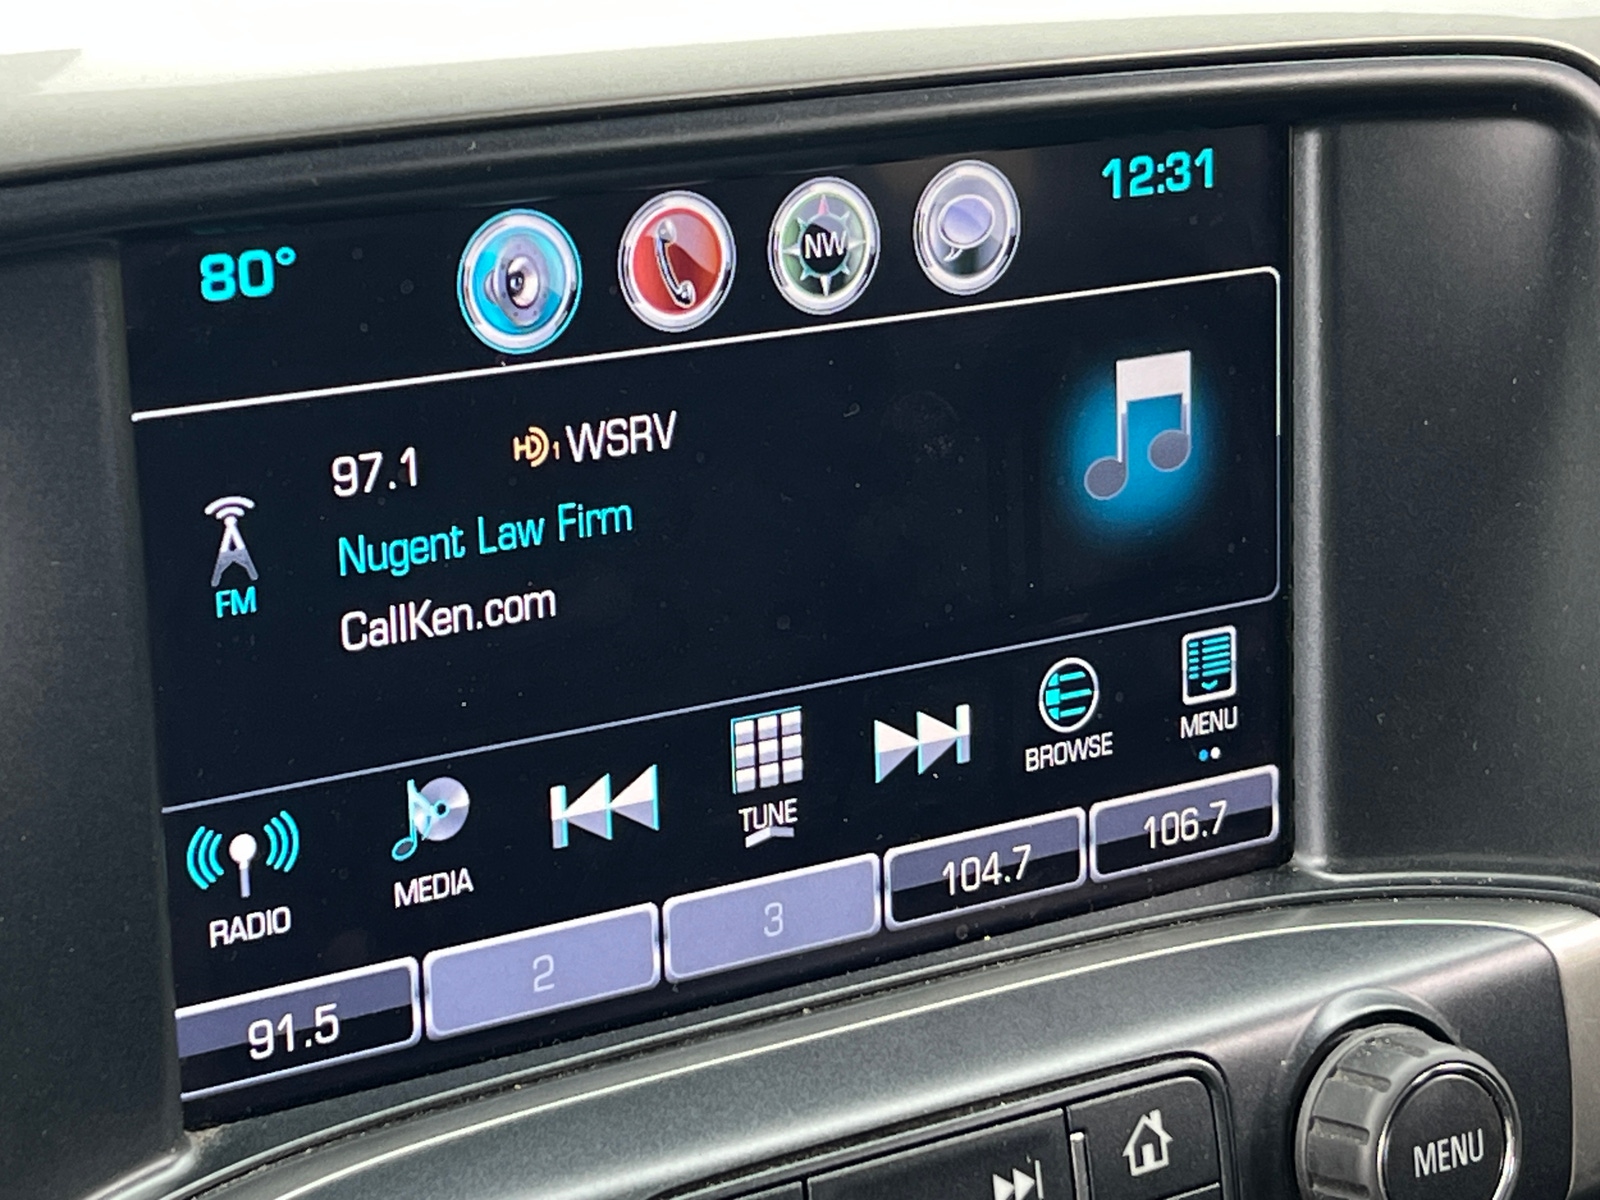 80°
NW
12:31
97.1 HD1 WSRV
Nugent Law Firm
FM
CallKen.com
RADIO
MEDIA
TUNE
BROWSE
MENU
91.5
2
3
104.7
106.7
MENU